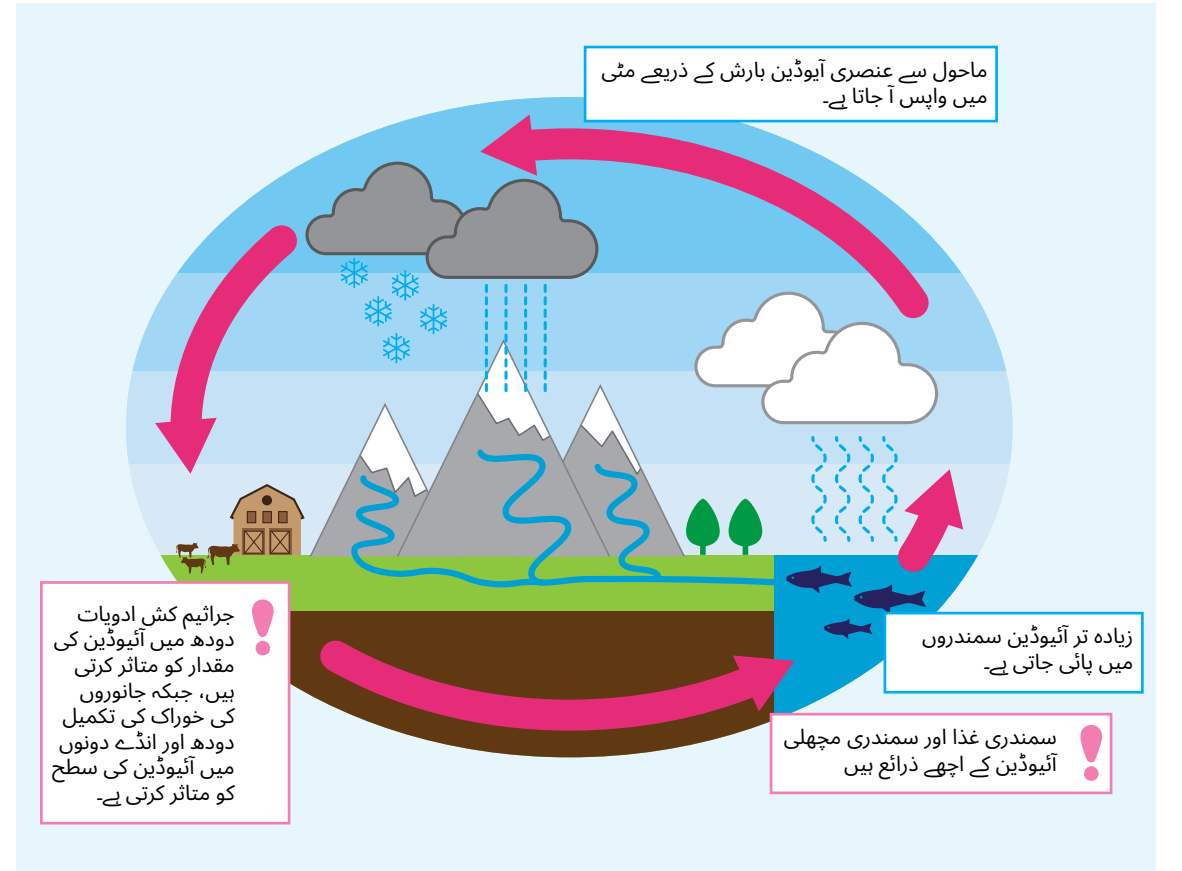 ماحول سے عنصری آیوڈین بارش کے ذریعے مٹی
میں واپس آ جاتا ہے۔
زیادہ تر آئیوڈین سمندروں
میں پائی جاتی ہے۔
سمندری غذا اور سمندری مچھلی
آئیوڈین کے اچھے ذرائع ہیں
جراثیم کش ادویات
دودھ میں آئیوڈین کی
مقدار کو متاثر کرتی
ہیں، جبکہ جانوروں
کی خوراک کی تکمیل
دودھ اور انڈے دونوں
میں آئیوڈین کی سطح
کو متاثر کرتی ہے۔